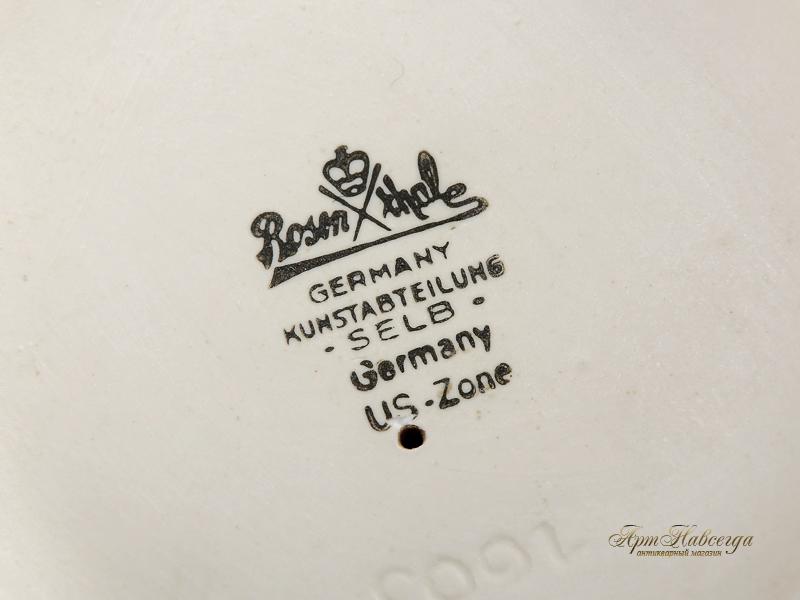 Rosenthal
GERMANY
KUNSTABTEILUNG
• SELB •
Germany
US-Zone
Арт Навсегда
антикварный магазин